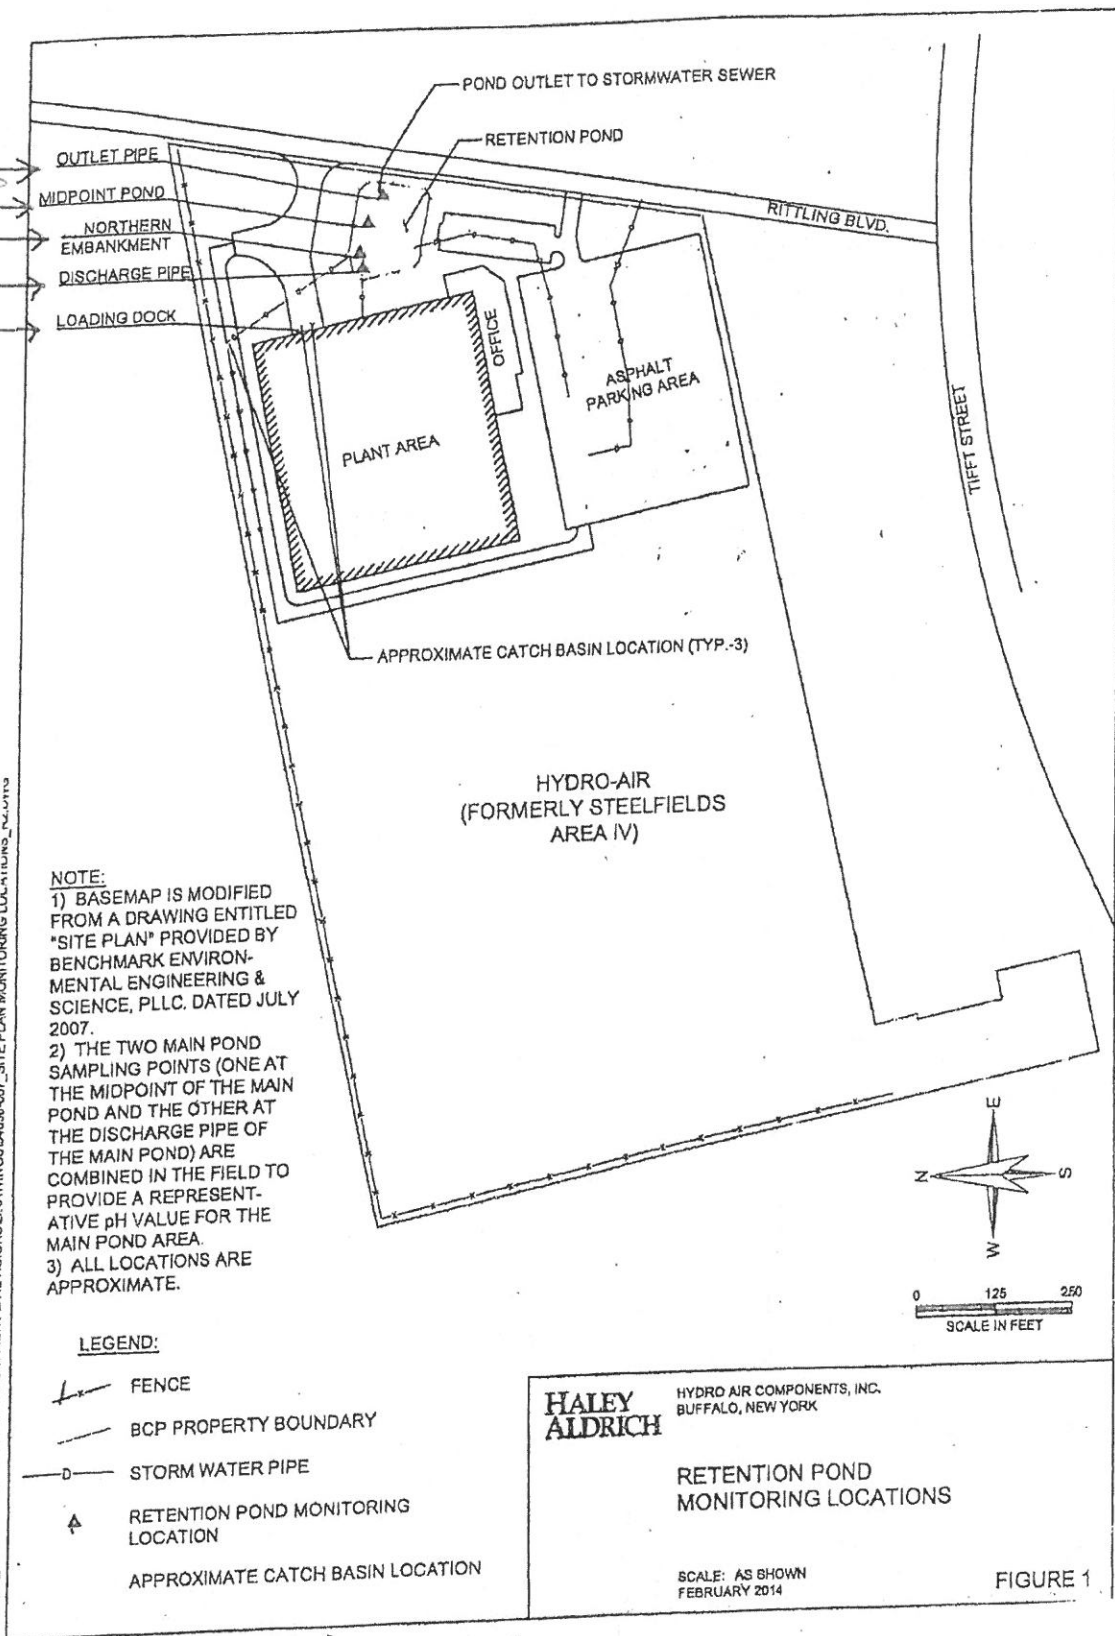 POND OUTLET TO STORMWATER SEWER
RETENTION POND
OUTLET PIPE
MIDPOINT POND
NORTHERN
EMBANKMENT
DISCHARGE PIPE
LOADING DOCK
RITTLING BLVD.
OFFICE
ASPHALT
PARKING AREA
PLANT AREA
TIFFT STREET
APPROXIMATE CATCH BASIN LOCATION (TYP.-3)
HYDRO-AIR
(FORMERLY STEELFIELDS
AREA IV)
NOTE:
1) BASEMAP IS MODIFIED
FROM A DRAWING ENTITLED
"SITE PLAN" PROVIDED BY
BENCHMARK ENVIRON-
MENTAL ENGINEERING &
SCIENCE, PLLC. DATED JULY
2007.
2) THE TWO MAIN POND
SAMPLING POINTS (ONE AT
THE MIDPOINT OF THE MAIN
POND AND THE OTHER AT
THE DISCHARGE PIPE OF
THE MAIN POND) ARE
COMBINED IN THE FIELD TO
PROVIDE A REPRESENT-
ATIVE pH VALUE FOR THE
MAIN POND AREA.
3) ALL LOCATIONS ARE
APPROXIMATE.
E
N
S
W
0 125 250
SCALE IN FEET
LEGEND:
FENCE
BCP PROPERTY BOUNDARY
D
STORM WATER PIPE
RETENTION POND MONITORING
LOCATION
APPROXIMATE CATCH BASIN LOCATION
HALEY
ALDRICH
HYDRO AIR COMPONENTS, INC.
BUFFALO, NEW YORK
RETENTION POND
MONITORING LOCATIONS
SCALE: AS SHOWN
FEBRUARY 2014
FIGURE 1